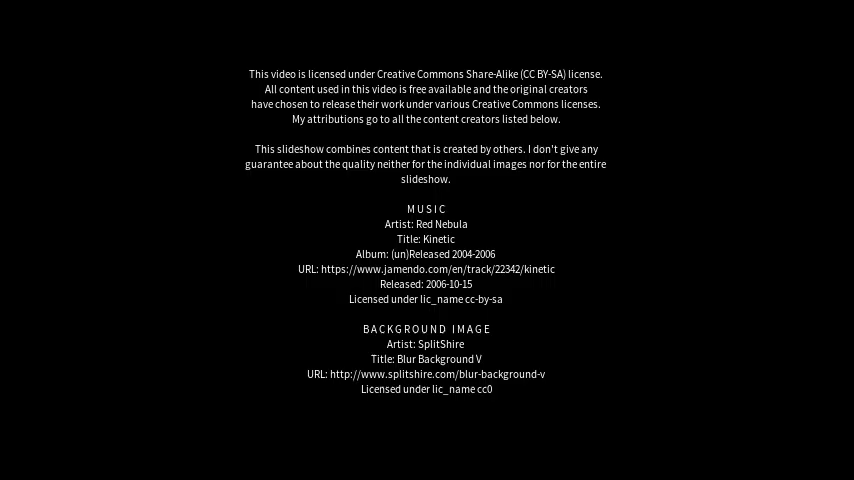 This video is licensed under Creative Commons Share-Alike (CC BY-SA) license.
All content used in this video is free available and the original creators
have chosen to release their work under various Creative Commons licenses.
My attributions go to all the content creators listed below.
This slideshow combines content that is created by others. I don't give any
guarantee about the quality neither for the individual images nor for the entire
slideshow.
MUSIC
Artist: Red Nebula
Title: Kinetic
Album: (un)Released 2004-2006
URL: https://www.jamendo.com/en/track/22342/kinetic
Released: 2006-10-15
Licensed under lic_name cc-by-sa
BACKGROUND IMAGE
Artist: SplitShire
Title: Blur Background V
URL: http://www.splitshire.com/blur-background-v
Licensed under lic_name cc0